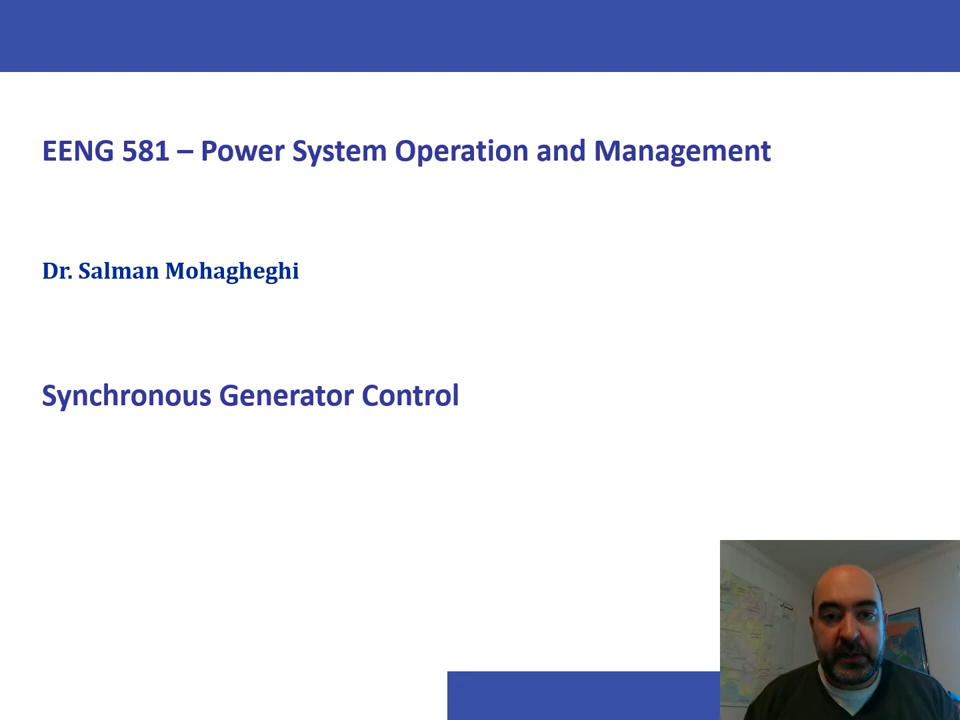 EENG 581 – Power System Operation and Management
Dr. Salman Mohagheghi
Synchronous Generator Control